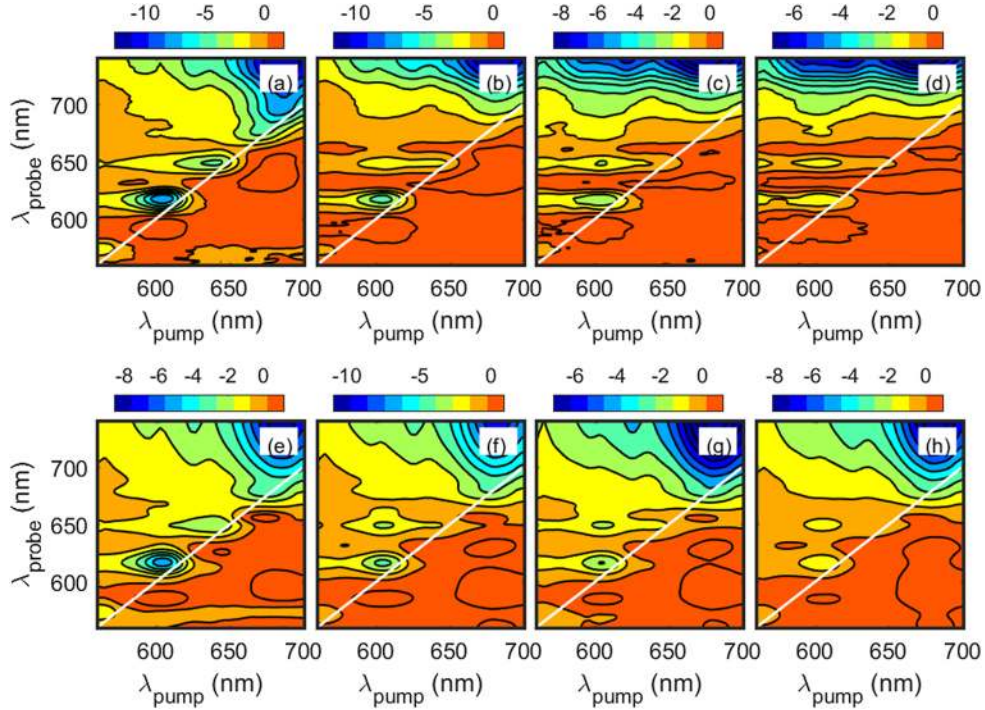 -10 -5 0 -10 -5 0 -8 -6 -4 -2 0 -6 -4 -2 0
(a) (b) (c) (d)
700
650
600
λprobe (nm)
600 650 700 600 650 700 600 650 700 600 650 700
λpump (nm) λpump (nm) λpump (nm) λpump (nm)
-8 -6 -4 -2 0 -10 -5 0 -6 -4 -2 0 -8 -6 -4 -2 0
(e) (f) (g) (h)
700
650
600
λprobe (nm)
600 650 700 600 650 700 600 650 700 600 650 700
λpump (nm) λpump (nm) λpump (nm) λpump (nm)